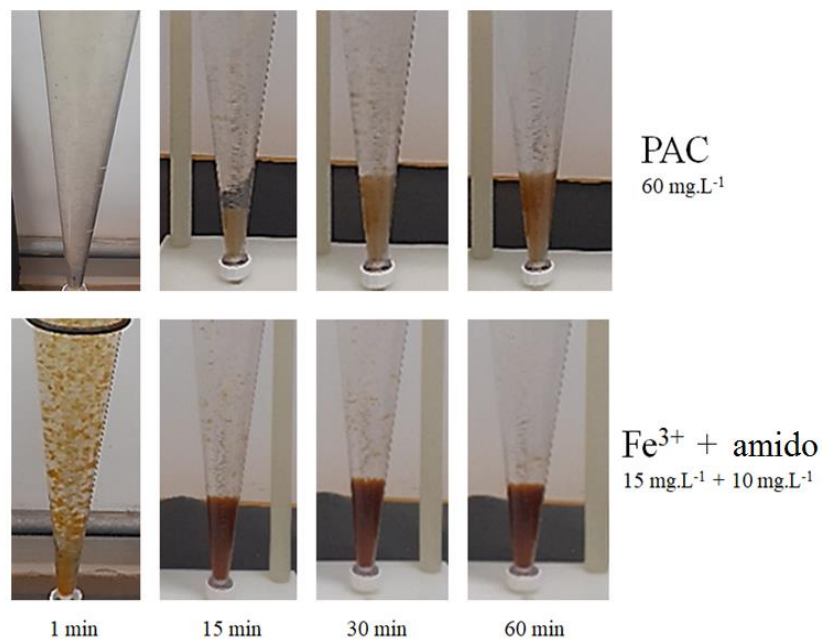 PAC
60 mg.L⁻¹
Fe³⁺ + amido
15 mg.L⁻¹ + 10 mg.L⁻¹
1 min
15 min
30 min
60 min